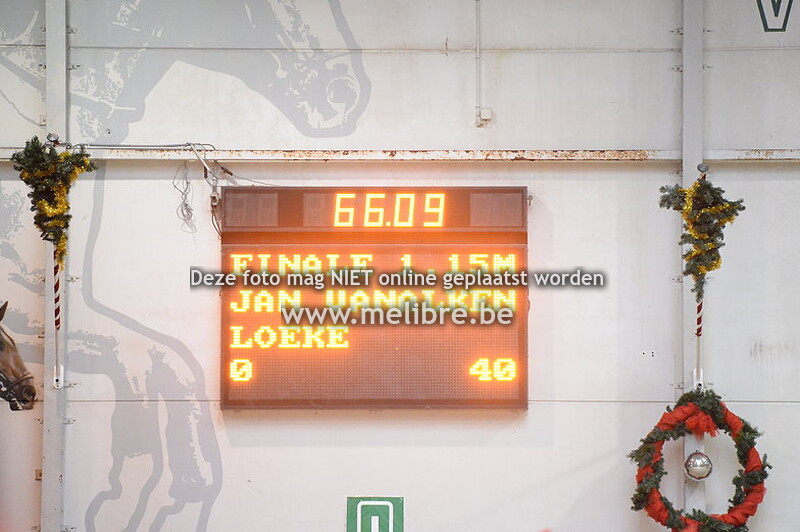 V
66.09
FINALE 1.15M
Deze foto mag NIET online geplaatst worden
JAN VANALKEN
www.melibre.be
LOEKE
0 40